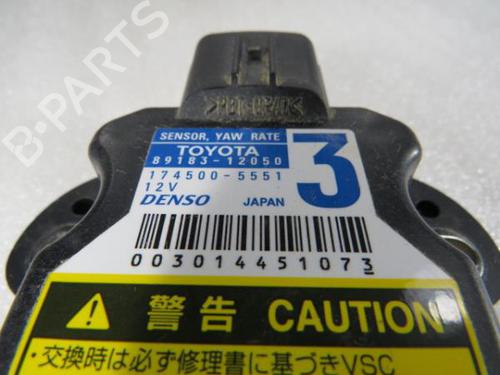 SENSOR, YAW RATE
TOYOTA
89183-12050
3
174500-5551
12V
DENSO JAPAN
003014451073
警告 CAUTION
・交換時は必ず修理書に基づきVSC
B-PARTS